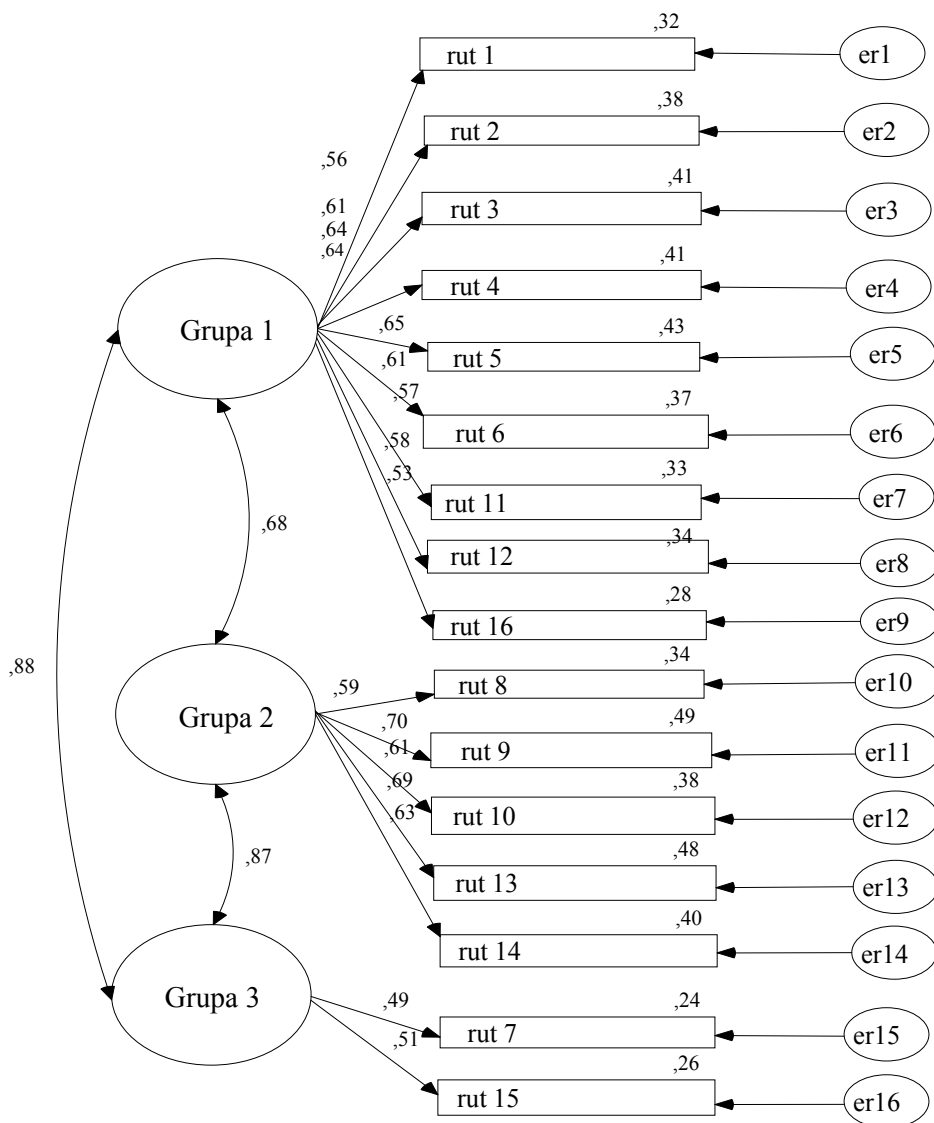 ,32
rut 1
er1
,38
rut 2
er2
,56
,41
rut 3
er3
,61
,64
,64
,41
rut 4
er4
Grupa 1
,65
,43
rut 5
er5
,61
,57
,37
rut 6
er6
,58
,53
,33
rut 11
er7
,34
rut 12
er8
,68
,28
rut 16
er9
,88
,59
,34
rut 8
er10
Grupa 2
,70
,61
,49
rut 9
er11
,69
,63
,38
rut 10
er12
,87
,48
rut 13
er13
,40
rut 14
er14
Grupa 3
,49
,24
rut 7
er15
,51
,26
rut 15
er16